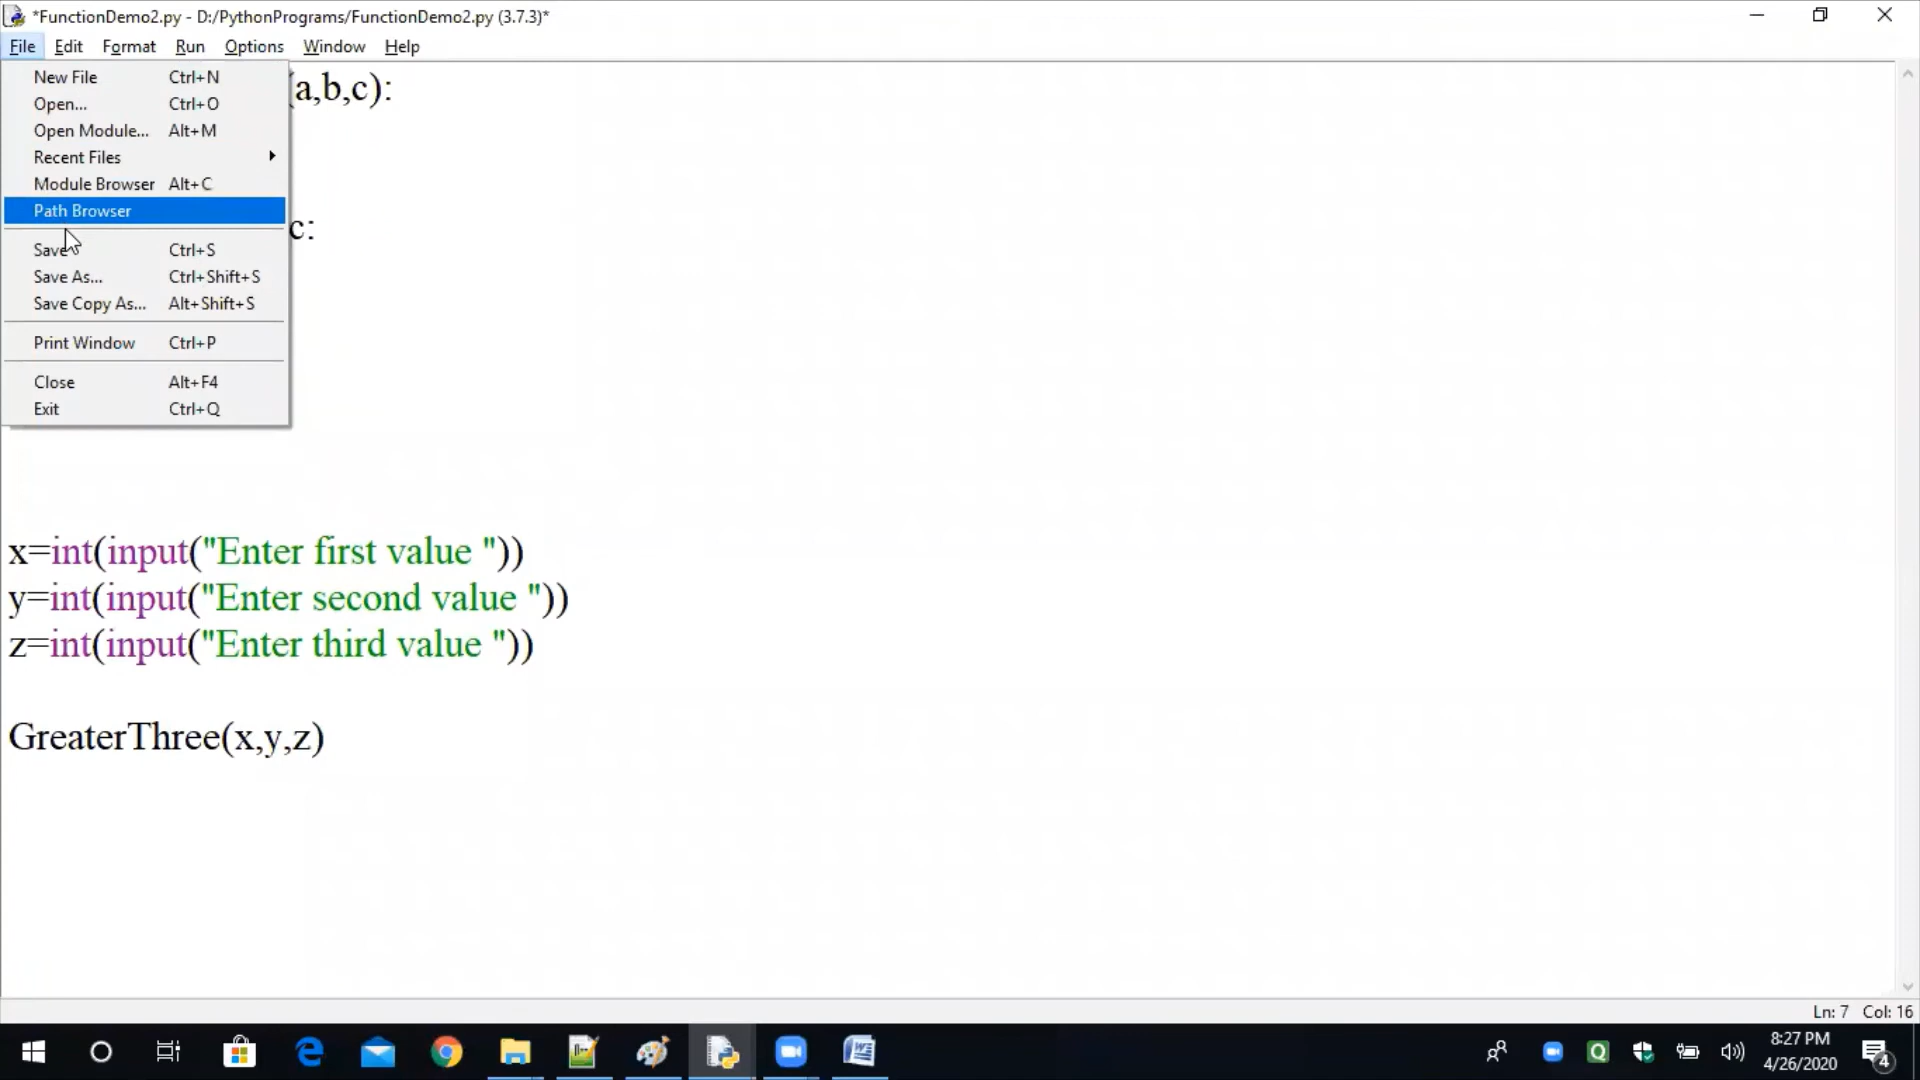 *FunctionDemo2.py - D:/PythonPrograms/FunctionDemo2.py (3.7.3)*
File Edit Format Run Options Window Help
New File Ctrl+N
Open... Ctrl+O
Open Module... Alt+M
Recent Files
Module Browser Alt+C
Path Browser
Save Ctrl+S
Save As... Ctrl+Shift+S
Save Copy As... Alt+Shift+S
Print Window Ctrl+P
Close Alt+F4
Exit Ctrl+Q
(a,b,c):
c:
x=int(input("Enter first value "))
y=int(input("Enter second value "))
z=int(input("Enter third value "))
GreaterThree(x,y,z)
Ln: 7 Col: 16
8:27 PM
4/26/2020
4